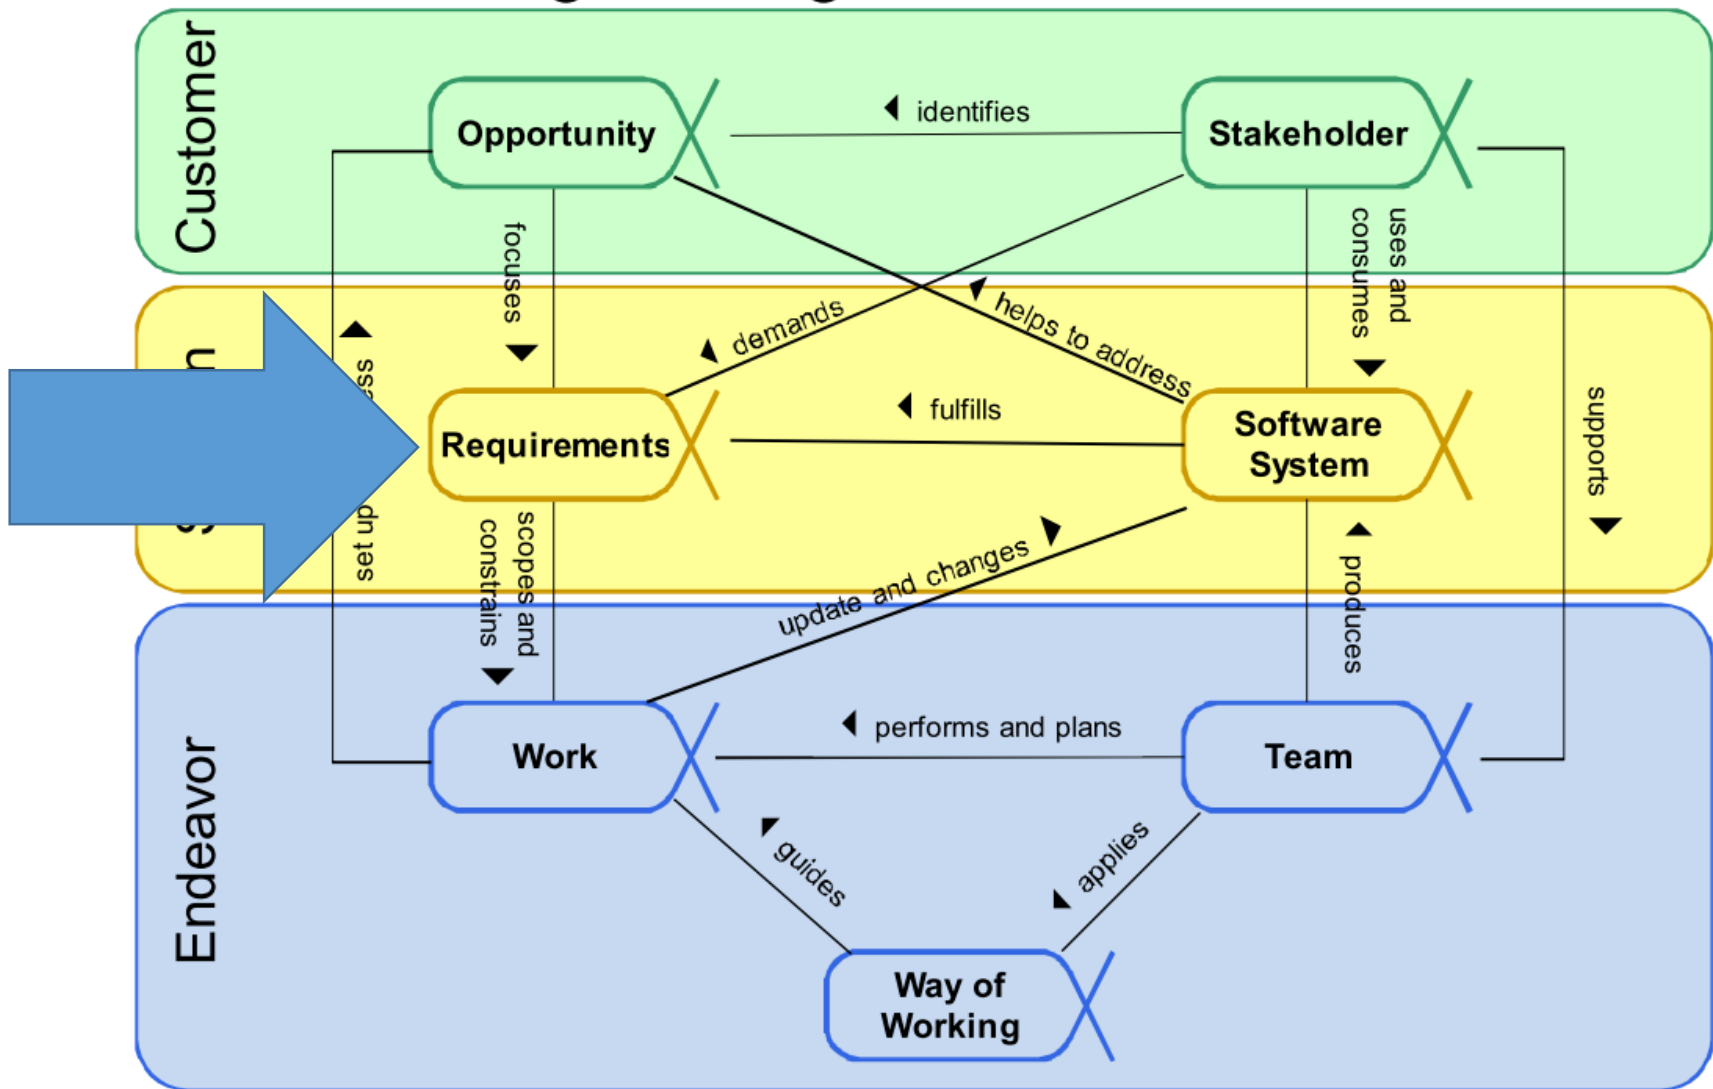 Customer
Opportunity
identifies
Stakeholder
focuses
uses and
consumes
demands
helps to address
supports
Requirements
fulfills
Software
System
set up
scopes and
constrains
update and changes
produces
Endeavor
Work
performs and plans
Team
guides
applies
Way of
Working